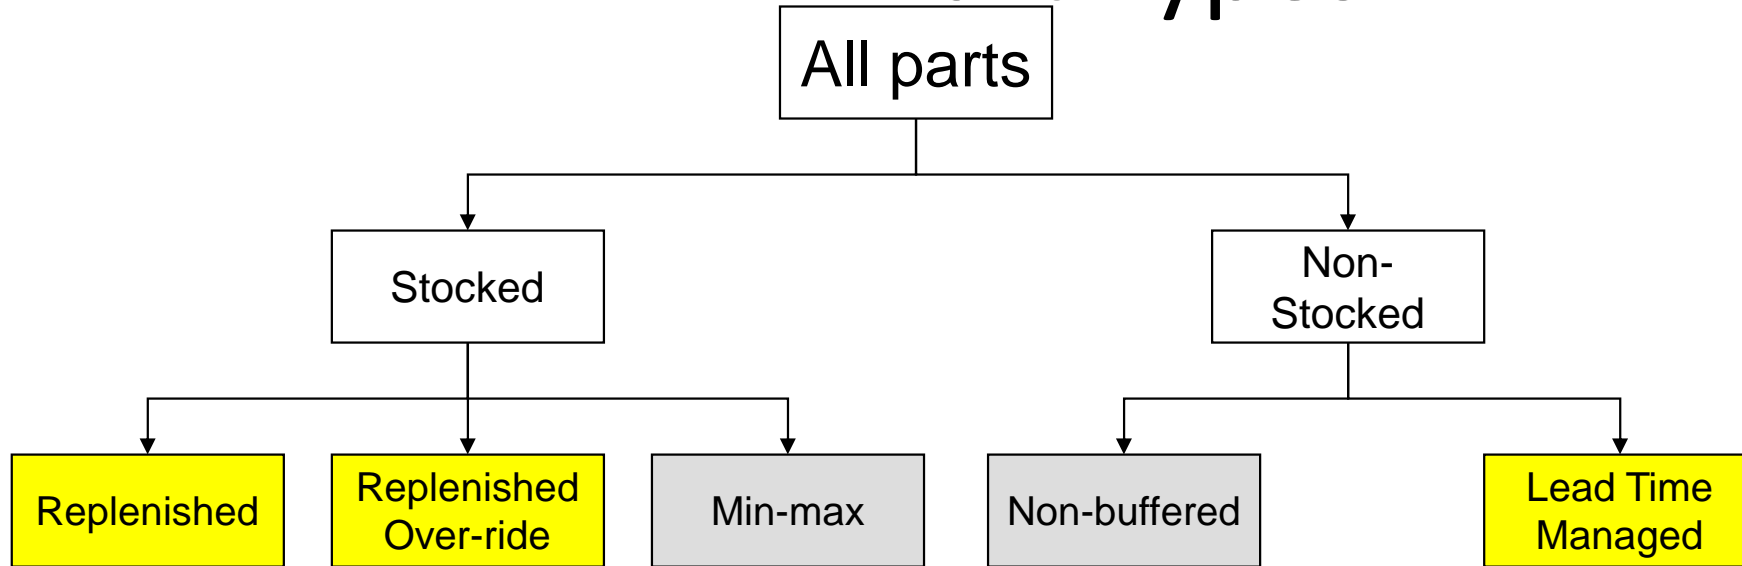 All parts
Stocked
Non-
Stocked
Replenished
Replenished
Over-ride
Min-max
Non-buffered
Lead Time
Managed